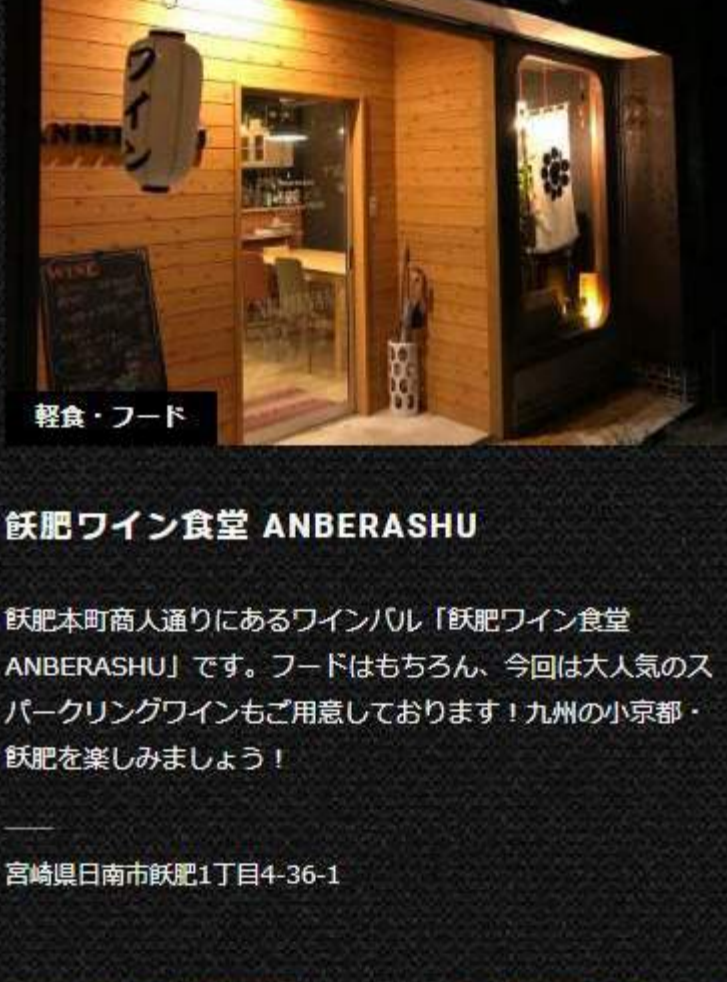 ワイン
WINE
軽食・フード
飫肥ワイン食堂 ANBERASHU
飫肥本町商人通りにあるワインバル「飫肥ワイン食堂
ANBERASHU」です。フードはもちろん、今回は大人気のス
パークリングワインもご用意しております！九州の小京都・
飫肥を楽しみましょう！
宮崎県日南市飫肥1丁目4-36-1